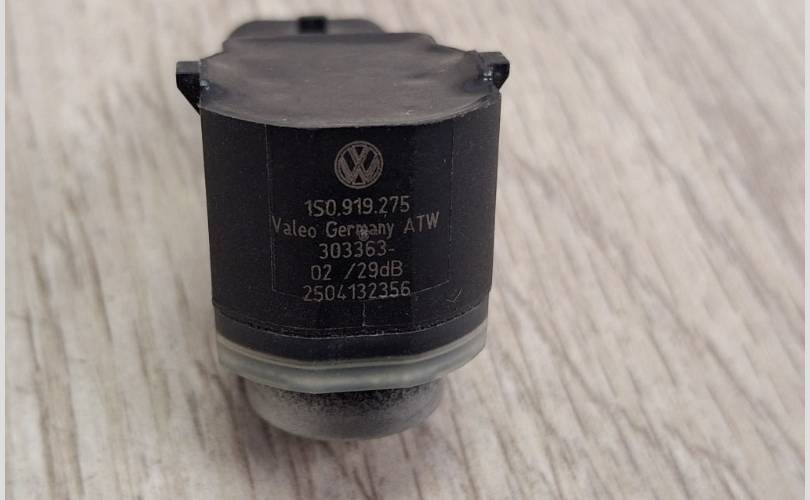 1S0.919.275
Valeo Germany ATW
303363-
02 /29dB
2504132356